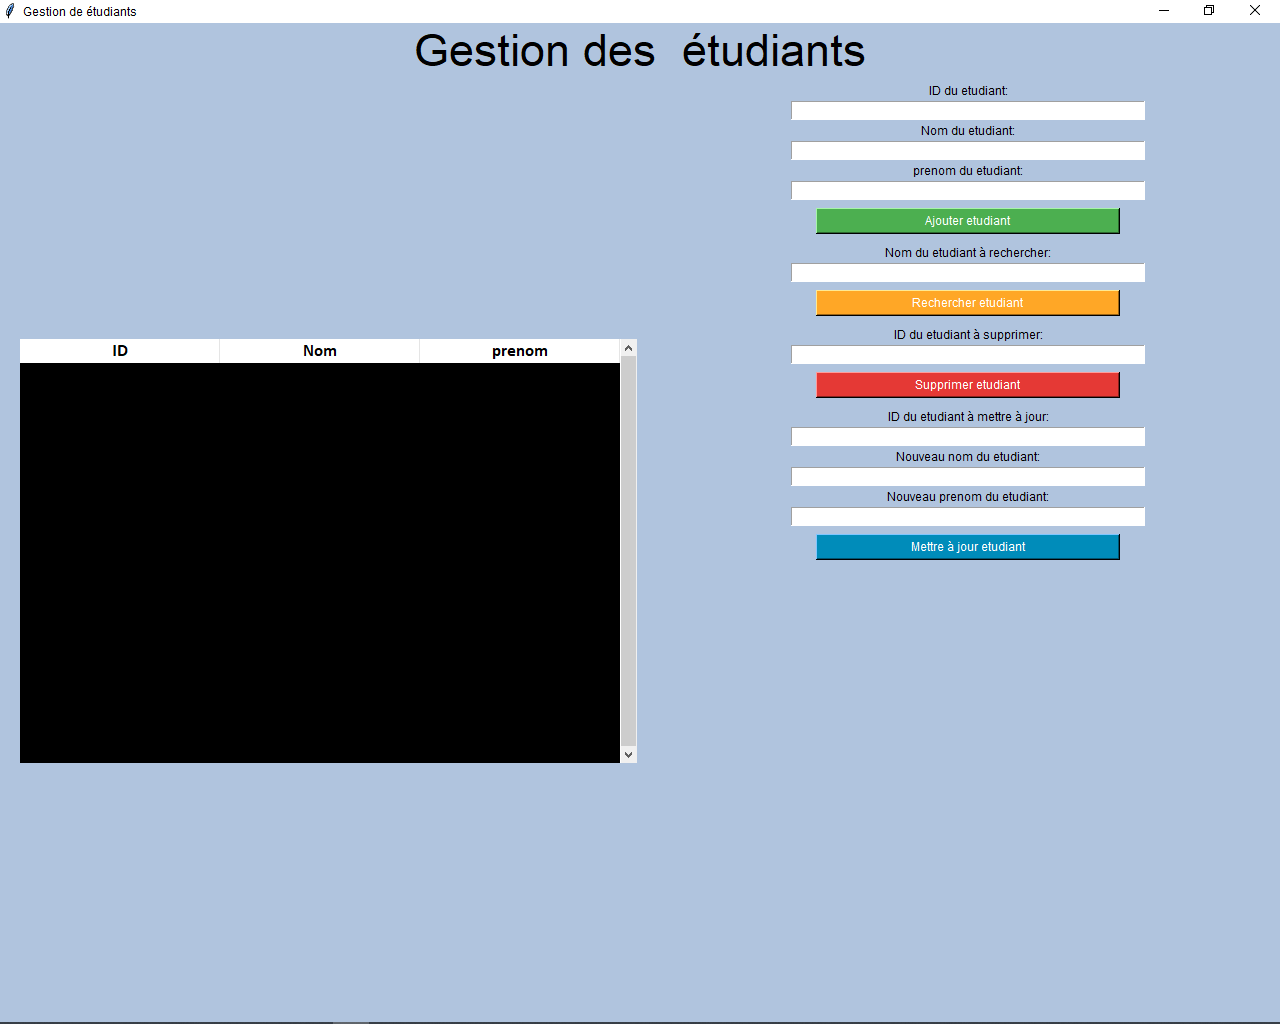 Gestion de étudiants
Gestion des  étudiants
ID du etudiant:
Nom du etudiant:
prenom du etudiant:
Ajouter etudiant
Nom du etudiant à rechercher:
Rechercher etudiant
ID du etudiant à supprimer:
Supprimer etudiant
ID du etudiant à mettre à jour:
Nouveau nom du etudiant:
Nouveau prenom du etudiant:
Mettre à jour etudiant
ID Nom prenom